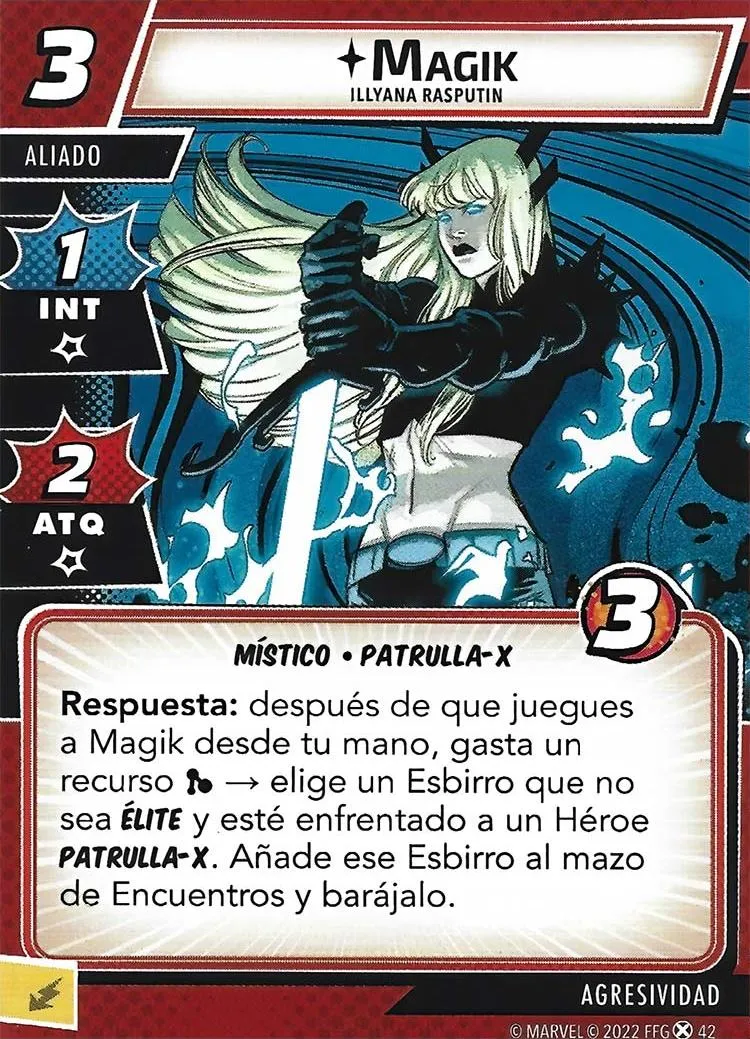 3
MAGIK
ILLYANA RASPUTIN
ALIADO
1
INT
2
ATQ
3
MÍSTICO • PATRULLA-X
Respuesta: después de que juegues
a Magik desde tu mano, gasta un
recurso → elige un Esbirro que no
sea ÉLITE y esté enfrentado a un Héroe
PATRULLA-X. Añade ese Esbirro al mazo
de Encuentros y barájalo.
AGRESIVIDAD
© MARVEL © 2022 FFG 42